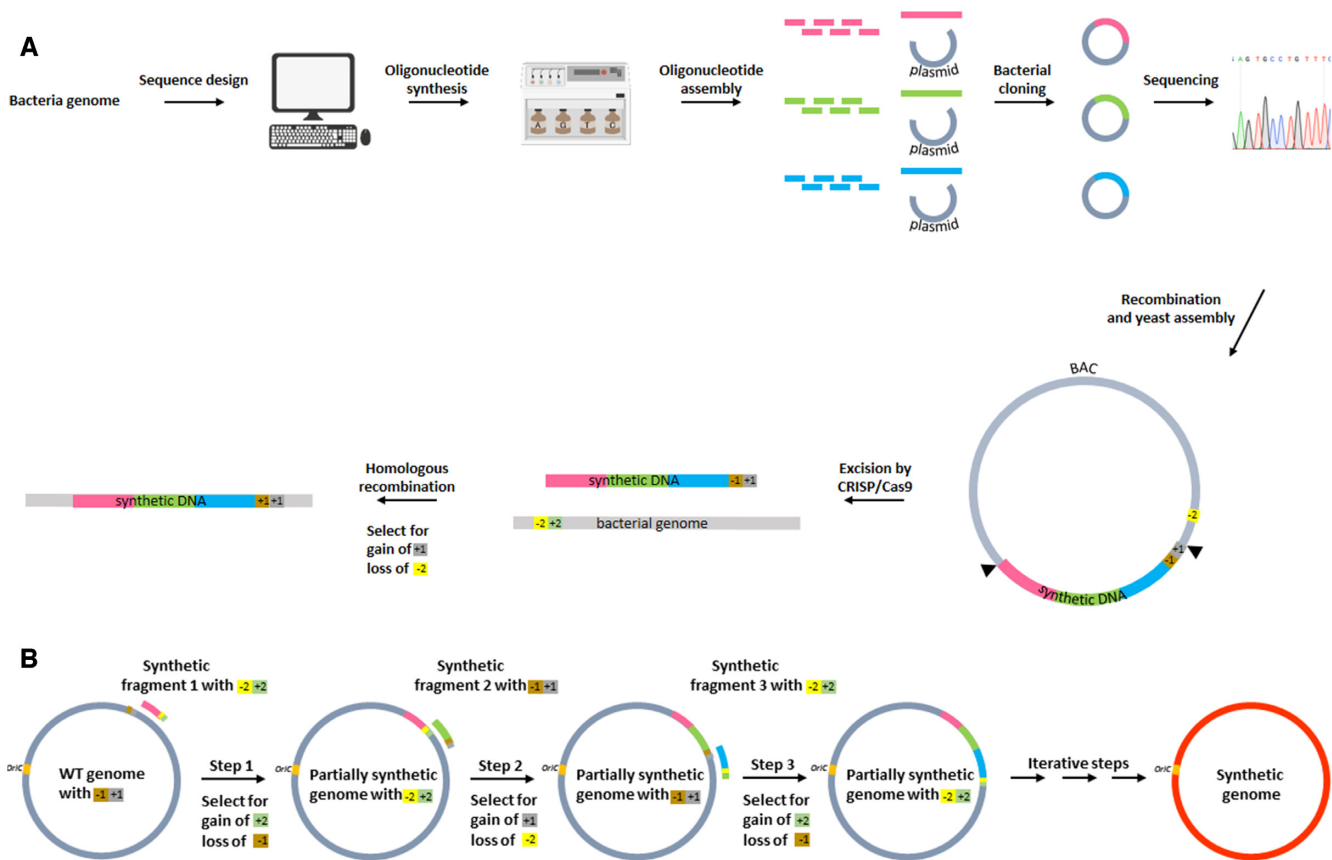 A
Bacteria genome
Sequence design
Oligonucleotide
synthesis
A G T C
Oligonucleotide
assembly
plasmid
plasmid
plasmid
Bacterial
cloning
Sequencing
A G T G C C T G T T T C
Recombination
and yeast assembly
BAC
-2
+1
-1
synthetic DNA
Excision by
CRISP/Cas9
synthetic DNA -1 +1
-2 +2 bacterial genome
Homologous
recombination
Select for
gain of +1
loss of -2
synthetic DNA +1 +1
B
Synthetic
fragment 1 with -2 +2
Synthetic
fragment 2 with -1 +1
Synthetic
fragment 3 with -2 +2
OriC
WT genome
with -1 +1
Step 1
Select for
gain of +2
loss of -1
OriC
Partially synthetic
genome with -2 +2
Step 2
Select for
gain of +1
loss of -2
OriC
Partially synthetic
genome with -1 +1
Step 3
Select for
gain of +2
loss of -1
OriC
Partially synthetic
genome with -2 +2
Iterative steps
OriC
Synthetic
genome